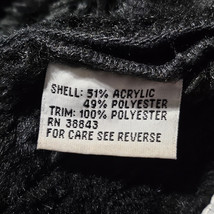 SHELL: 51% ACRYLIC
49% POLYESTER
TRIM: 100% POLYESTER
RN 38843
FOR CARE SEE REVERSE